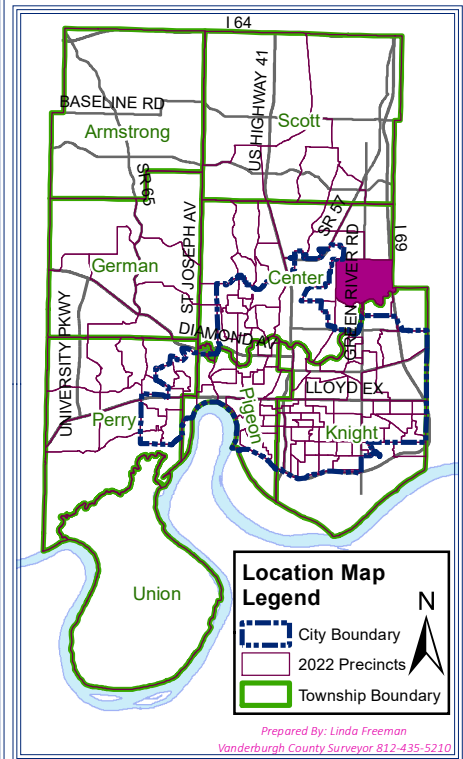 I 64
US HIGHWAY 41
BASELINE RD
Scott
Armstrong
SR 65
ST JOSEPH AV
SR 57
GREEN RIVER RD
I 69
German
Center
UNIVERSITY PKWY
DIAMOND AV
LLOYD EX
Perry
Pigeon
Knight
Union
Location Map
Legend
N
City Boundary
2022 Precincts
Township Boundary
Prepared By: Linda Freeman
Vanderburgh County Surveyor 812-435-5210